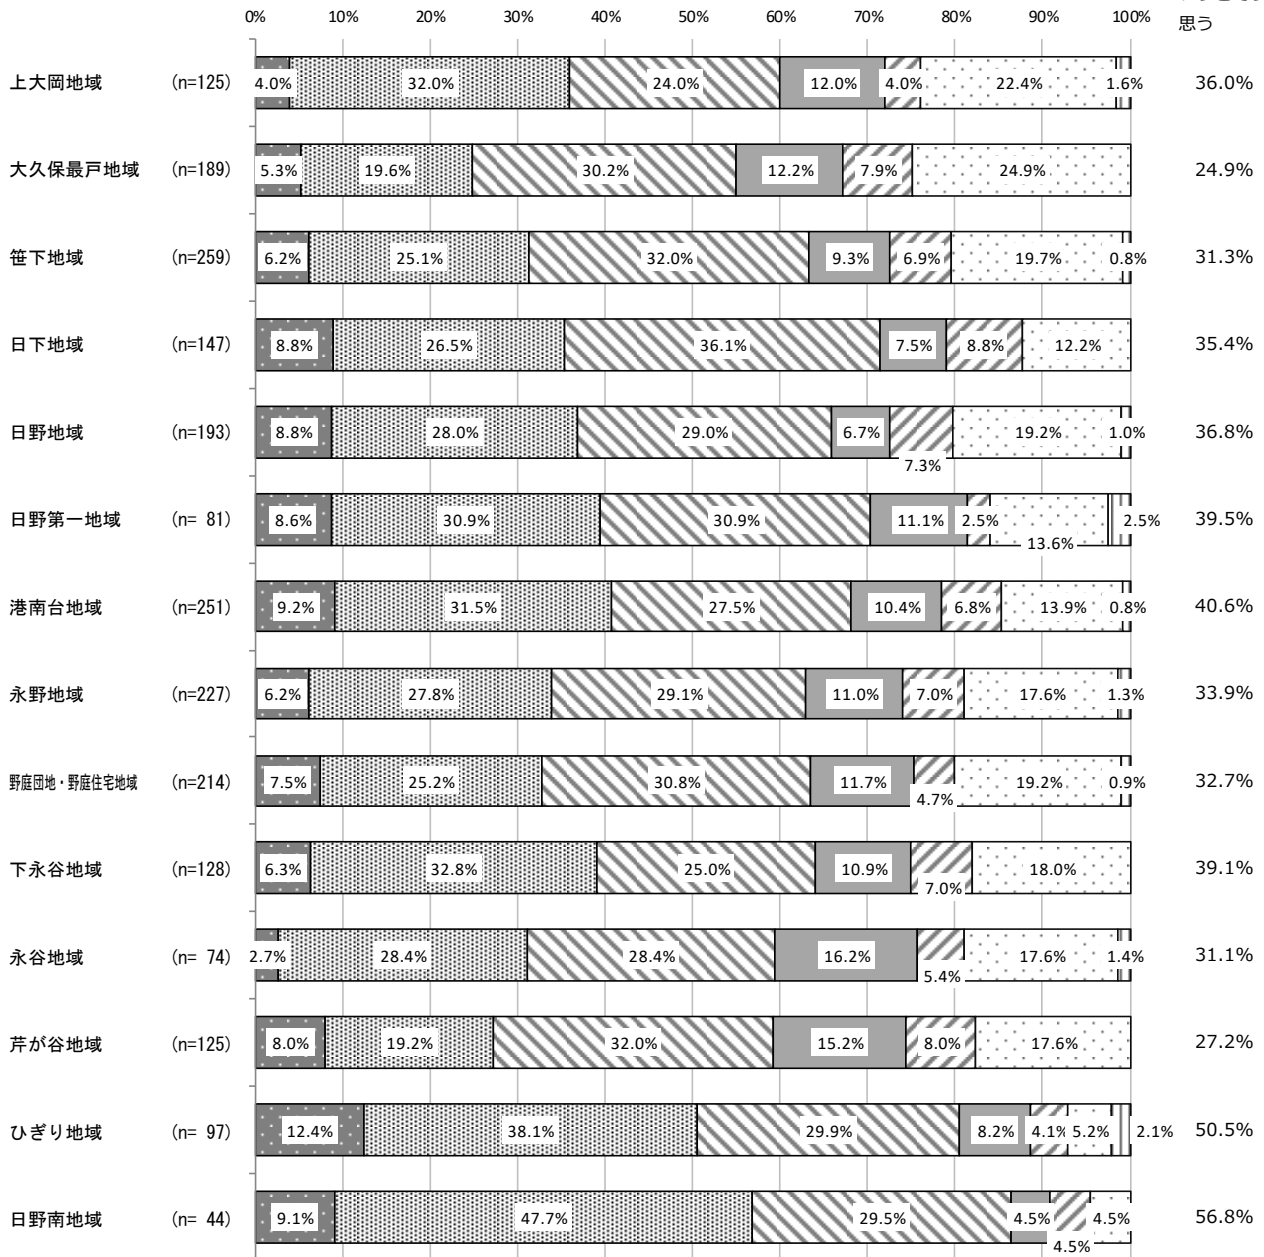 0% 10% 20% 30% 40% 50% 60% 70% 80% 90% 100%
思う
上大岡地域 (n=125) 4.0% 32.0% 24.0% 12.0% 4.0% 22.4% 1.6% 36.0%
大久保最戸地域 (n=189) 5.3% 19.6% 30.2% 12.2% 7.9% 24.9% 24.9%
笹下地域 (n=259) 6.2% 25.1% 32.0% 9.3% 6.9% 19.7% 0.8% 31.3%
日下地域 (n=147) 8.8% 26.5% 36.1% 7.5% 8.8% 12.2% 35.4%
日野地域 (n=193) 8.8% 28.0% 29.0% 6.7% 7.3% 19.2% 1.0% 36.8%
日野第一地域 (n= 81) 8.6% 30.9% 30.9% 11.1% 2.5% 13.6% 2.5% 39.5%
港南台地域 (n=251) 9.2% 31.5% 27.5% 10.4% 6.8% 13.9% 0.8% 40.6%
永野地域 (n=227) 6.2% 27.8% 29.1% 11.0% 7.0% 17.6% 1.3% 33.9%
野庭団地・野庭住宅地域 (n=214) 7.5% 25.2% 30.8% 11.7% 4.7% 19.2% 0.9% 32.7%
下永谷地域 (n=128) 6.3% 32.8% 25.0% 10.9% 7.0% 18.0% 39.1%
永谷地域 (n= 74) 2.7% 28.4% 28.4% 16.2% 5.4% 17.6% 1.4% 31.1%
芹が谷地域 (n=125) 8.0% 19.2% 32.0% 15.2% 8.0% 17.6% 27.2%
ひぎり地域 (n= 97) 12.4% 38.1% 29.9% 8.2% 4.1% 5.2% 2.1% 50.5%
日野南地域 (n= 44) 9.1% 47.7% 29.5% 4.5% 4.5% 4.5% 56.8%